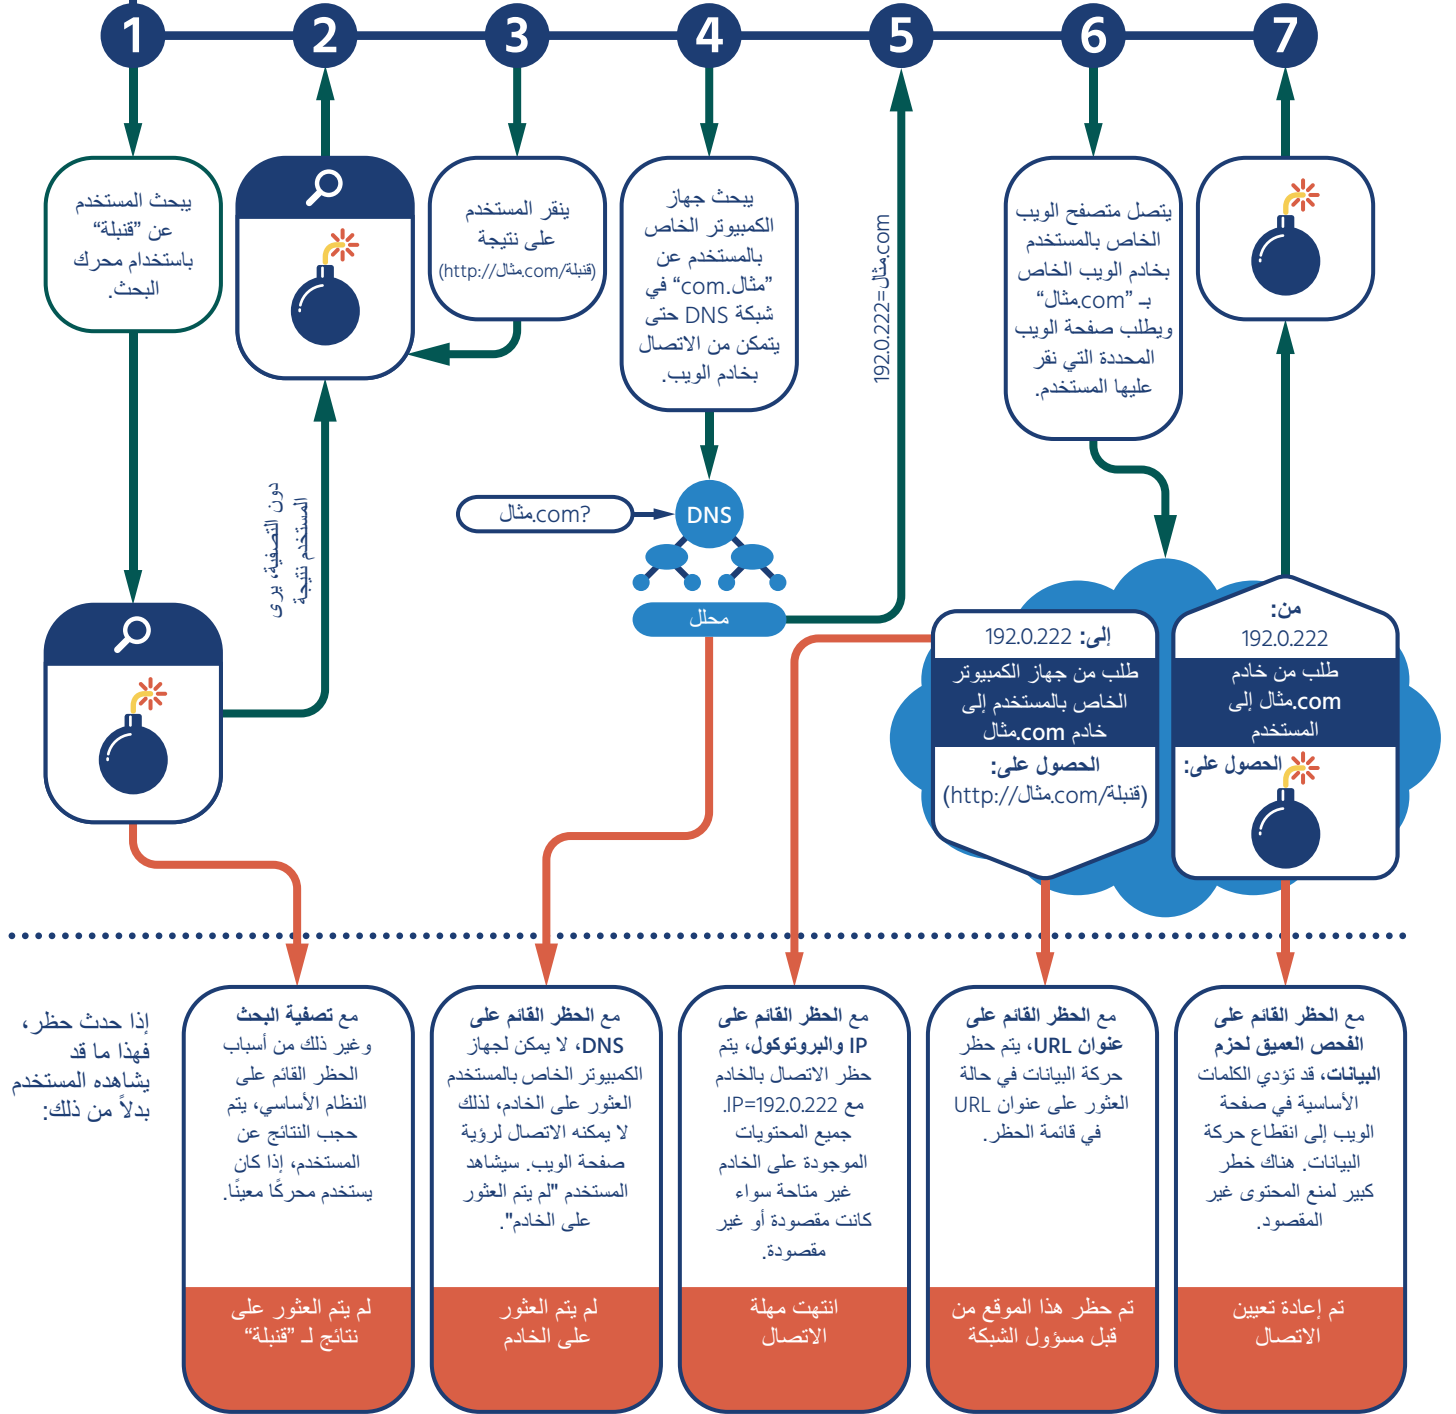 1
2
3
4
5
6
7
يبحث المستخدم
عن ”قنبلة“
باستخدام محرك
البحث.
ينقر المستخدم
على نتيجة
(http://مثال.com/قنبلة)
يبحث جهاز
الكمبيوتر الخاص
بالمستخدم عن
”مثال.com“ في
شبكة DNS حتى
يتمكن من الاتصال
بخادم الويب.
192.0.222=مثال.com
يتصل متصفح الويب
الخاص بالمستخدم
بخادم الويب الخاص
بـ ”مثال.com“
ويطلب صفحة الويب
المحددة التي نقر
عليها المستخدم.
دون التصفية، يرى
المستخدم نتيجة
مثال.com?
DNS
محلل
إلى: 192.0.222
طلب من جهاز الكمبيوتر
الخاص بالمستخدم إلى
خادم مثال.com
الحصول على:
(http://مثال.com/قنبلة)
من:
192.0.222
طلب من خادم
مثال.com إلى
المستخدم
الحصول على:
إذا حدث حظر،
فهذا ما قد
يشاهده المستخدم
بدلاً من ذلك:
مع تصفية البحث
وغير ذلك من أسباب
الحظر القائم على
النظام الأساسي، يتم
حجب النتائج عن
المستخدم، إذا كان
يستخدم محركًا معينًا.
لم يتم العثور على
نتائج لـ ”قنبلة“
مع الحظر القائم على
DNS، لا يمكن لجهاز
الكمبيوتر الخاص بالمستخدم
العثور على الخادم، لذلك
لا يمكنه الاتصال لرؤية
صفحة الويب. سيشاهد
المستخدم "لم يتم العثور
على الخادم".
لم يتم العثور
على الخادم
مع الحظر القائم على
IP والبروتوكول، يتم
حظر الاتصال بالخادم
مع IP=192.0.222.
جميع المحتويات
الموجودة على الخادم
غير متاحة سواء
كانت مقصودة أو غير
مقصودة.
انتهت مهلة
الاتصال
مع الحظر القائم على
عنوان URL، يتم حظر
حركة البيانات في حالة
العثور على عنوان URL
في قائمة الحظر.
تم حظر هذا الموقع من
قبل مسؤول الشبكة
مع الحظر القائم على
الفحص العميق لحزم
البيانات، قد تؤدي الكلمات
الأساسية في صفحة
الويب إلى انقطاع حركة
البيانات. هناك خطر
كبير لمنع المحتوى غير
المقصود.
تم إعادة تعيين
الاتصال